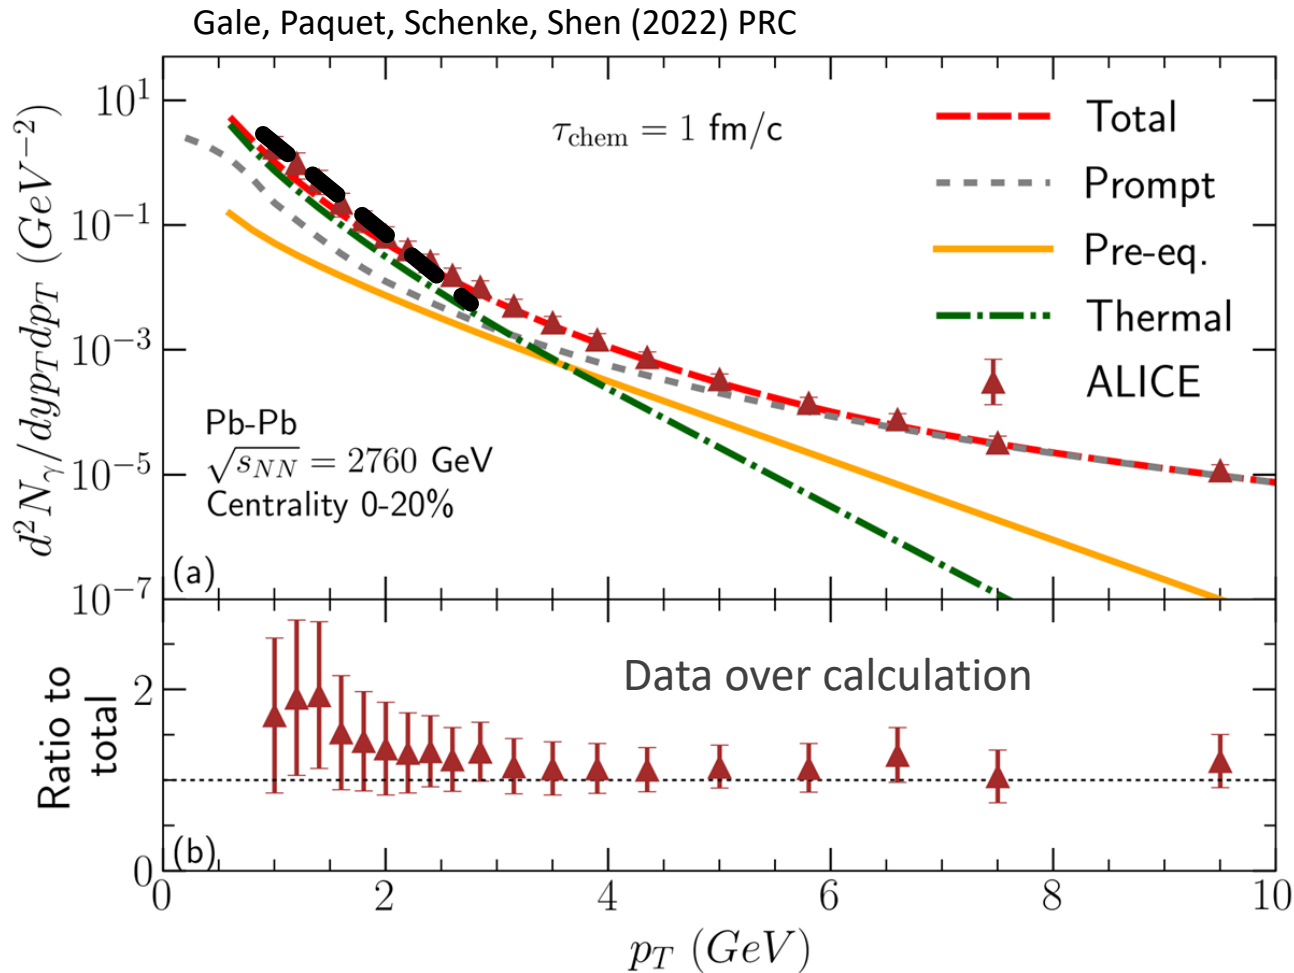 Gale, Paquet, Schenke, Shen (2022) PRC
10^1
10^{-1}
10^{-3}
10^{-5}
10^{-7}
d^2N_γ/dyp_Tdp_T (GeV^{-2})
τ_chem = 1 fm/c
Total
Prompt
Pre-eq.
Thermal
ALICE
Pb-Pb
√s_{NN} = 2760 GeV
Centrality 0-20%
(a)
Ratio to
total
2
0
Data over calculation
(b)
0 2 4 6 8 10
p_T (GeV)